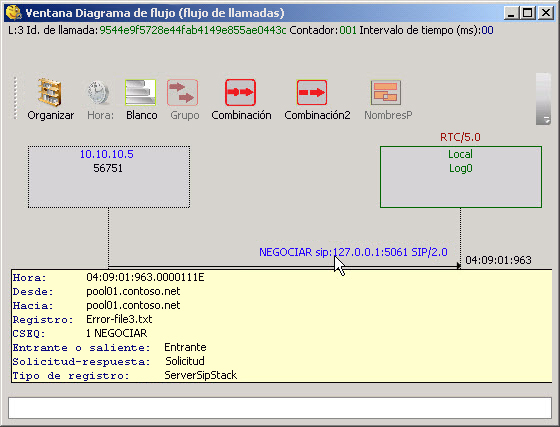 Ventana Diagrama de flujo (flujo de llamadas)
L:3 Id. de llamada:9544e9f5728e44fab4149e855ae0443c Contador:001 Intervalo de tiempo (ms):00
Organizar Hora: Blanco Grupo Combinación Combinación2 NombresP
RTC/5.0
10.10.10.5 Local
56751 Log0
NEGOCIAR sip:127.0.0.1:5061 SIP/2.0 04:09:01:963
Hora: 04:09:01:963.0000111E
Desde: pool01.contoso.net
Hacia: pool01.contoso.net
Registro: Error-file3.txt
CSEQ: 1 NEGOCIAR
Entrante o saliente: Entrante
Solicitud-respuesta: Solicitud
Tipo de registro: ServerSipStack